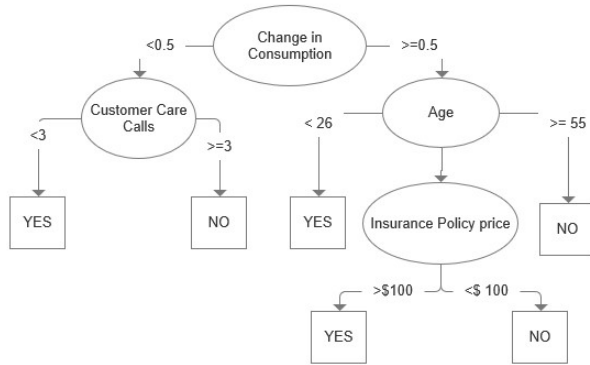 Change in
Consumption
<0.5
>=0.5
Customer Care
Calls
Age
<3
>=3
< 26
>= 55
YES
NO
YES
Insurance Policy price
NO
>$100
<$ 100
YES
NO